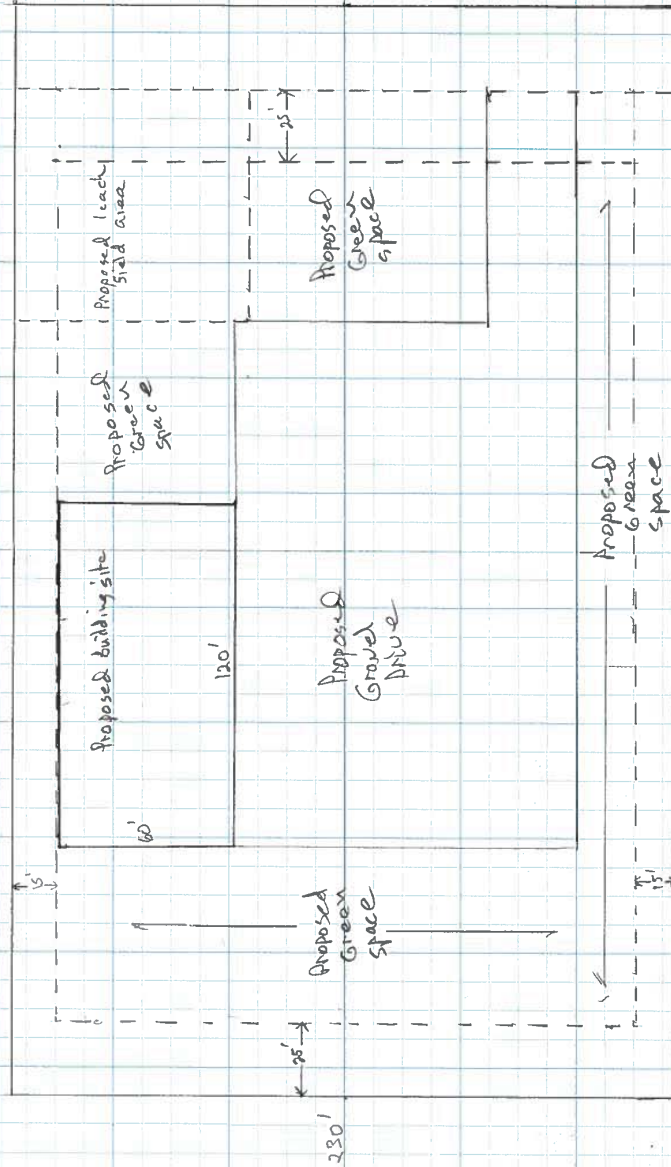 15'
Proposed building site
Proposed leach
field area
Proposed
Green
space
60'
120'
25'
25'
230'
Proposed
Green
space
Proposed
Gravel
Drive
Proposed
Green
space
Proposed
Green
space
15'